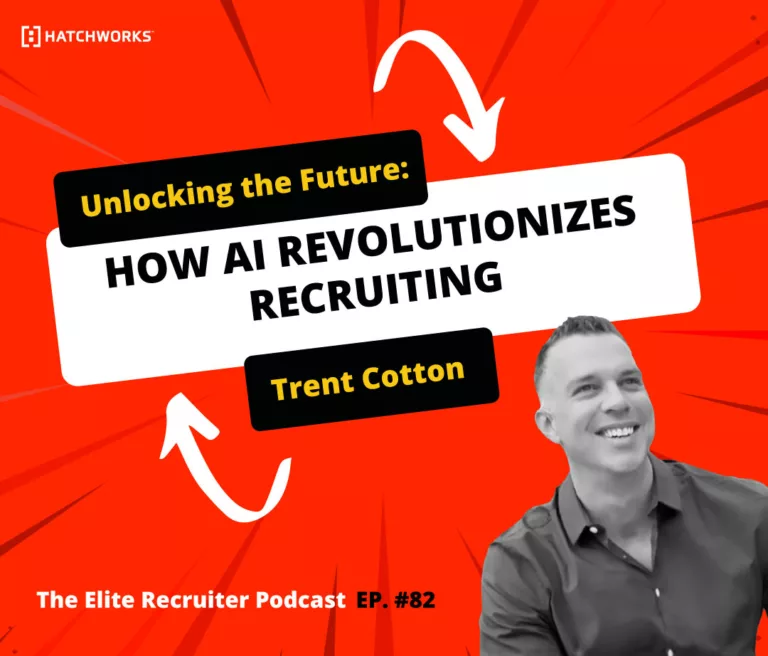 HATCHWORKS
Unlocking the Future:
HOW AI REVOLUTIONIZES
RECRUITING
Trent Cotton
The Elite Recruiter Podcast EP. #82